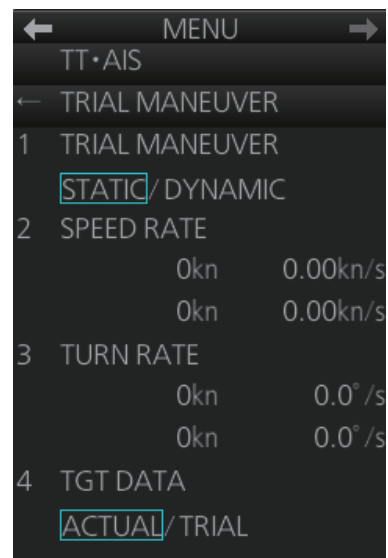 ← MENU →
TT・AIS
← TRIAL MANEUVER
1 TRIAL MANEUVER
STATIC/ DYNAMIC
2 SPEED RATE
0kn 0.00kn/s
0kn 0.00kn/s
3 TURN RATE
0kn 0.0°/s
0kn 0.0°/s
4 TGT DATA
ACTUAL/ TRIAL